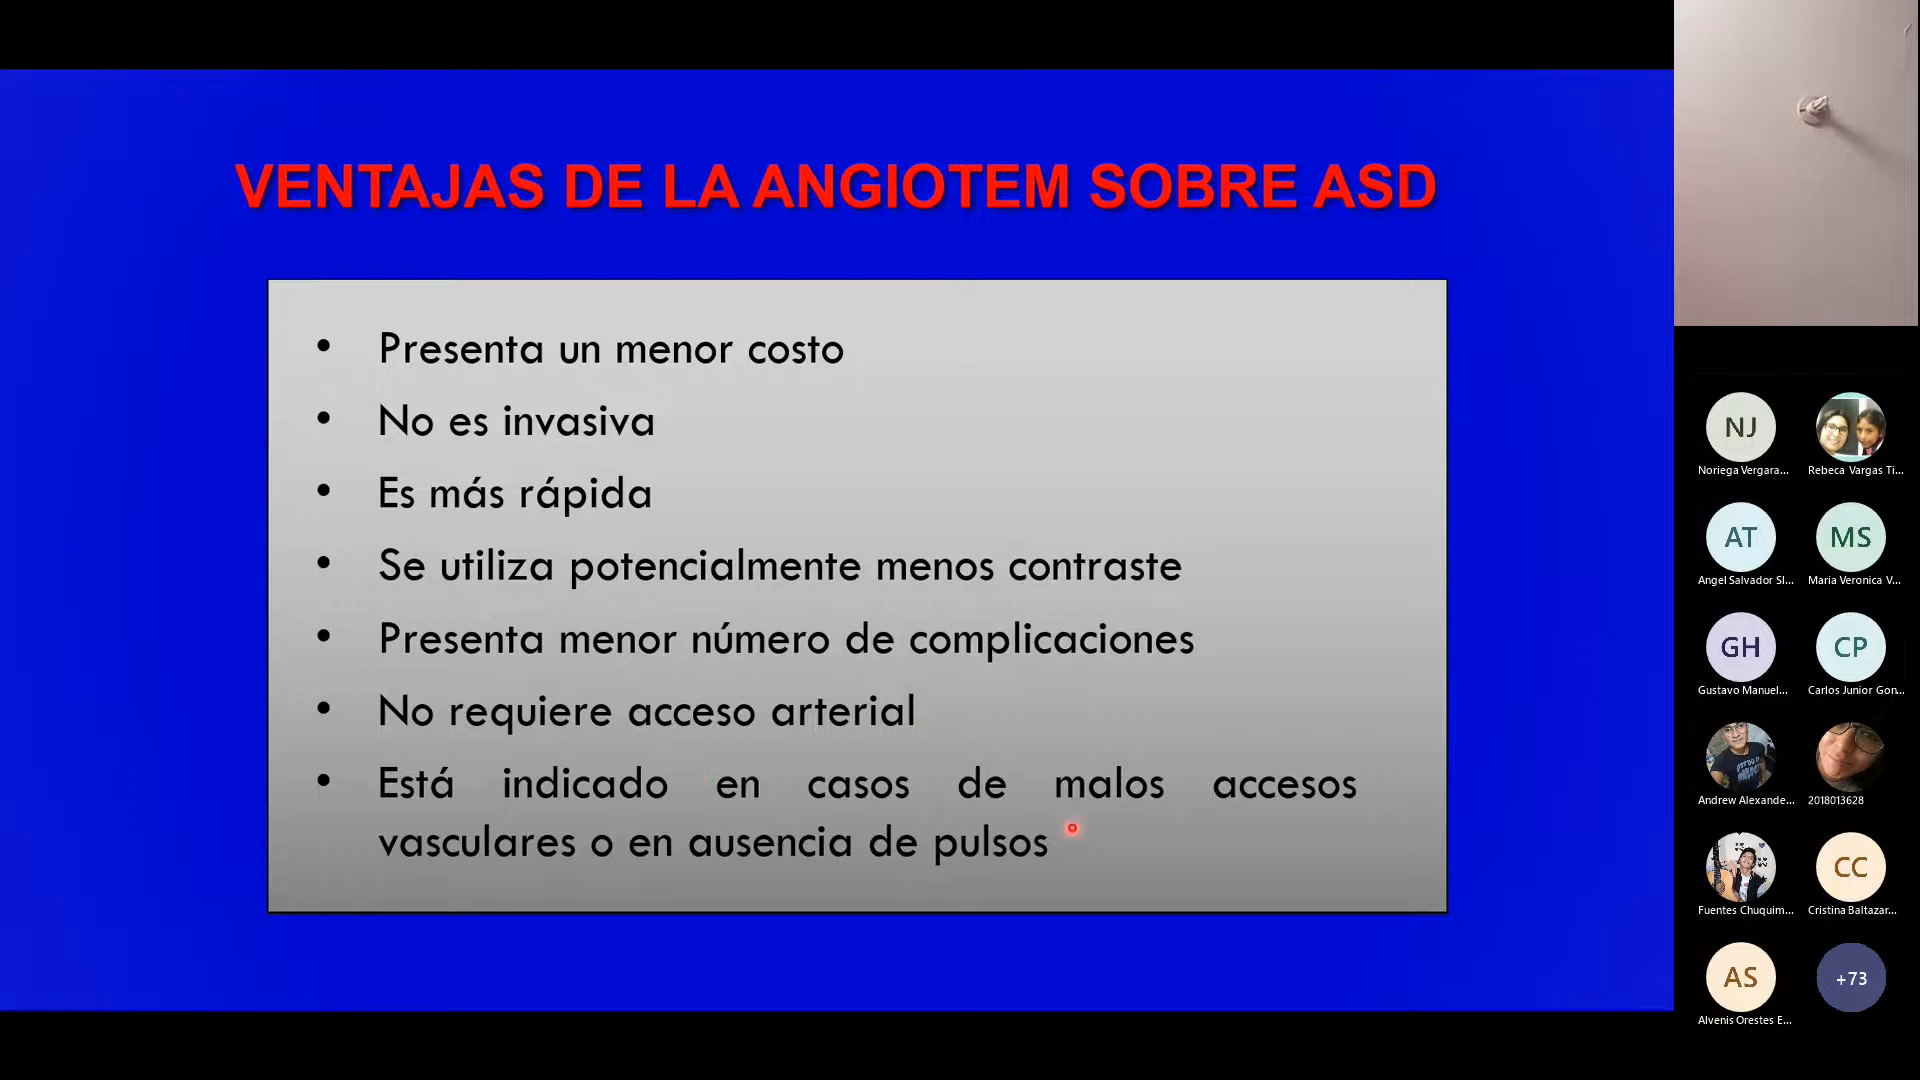 VENTAJAS DE LA ANGIOTEM SOBRE ASD
• Presenta un menor costo
• No es invasiva
• Es más rápida
• Se utiliza potencialmente menos contraste
• Presenta menor número de complicaciones
• No requiere acceso arterial
• Está indicado en casos de malos accesos
vasculares o en ausencia de pulsos
NJ
Noriega Vergara...
Rebeca Vargas Ti...
AT
Angel Salvador Sl...
MS
Maria Veronica V...
GH
Gustavo Manuel...
CP
Carlos Junior Gon...
Andrew Alexande...
2018013628
Fuentes Chuquim...
CC
Cristina Baltazar...
AS
Alvenis Orestes E...
+73